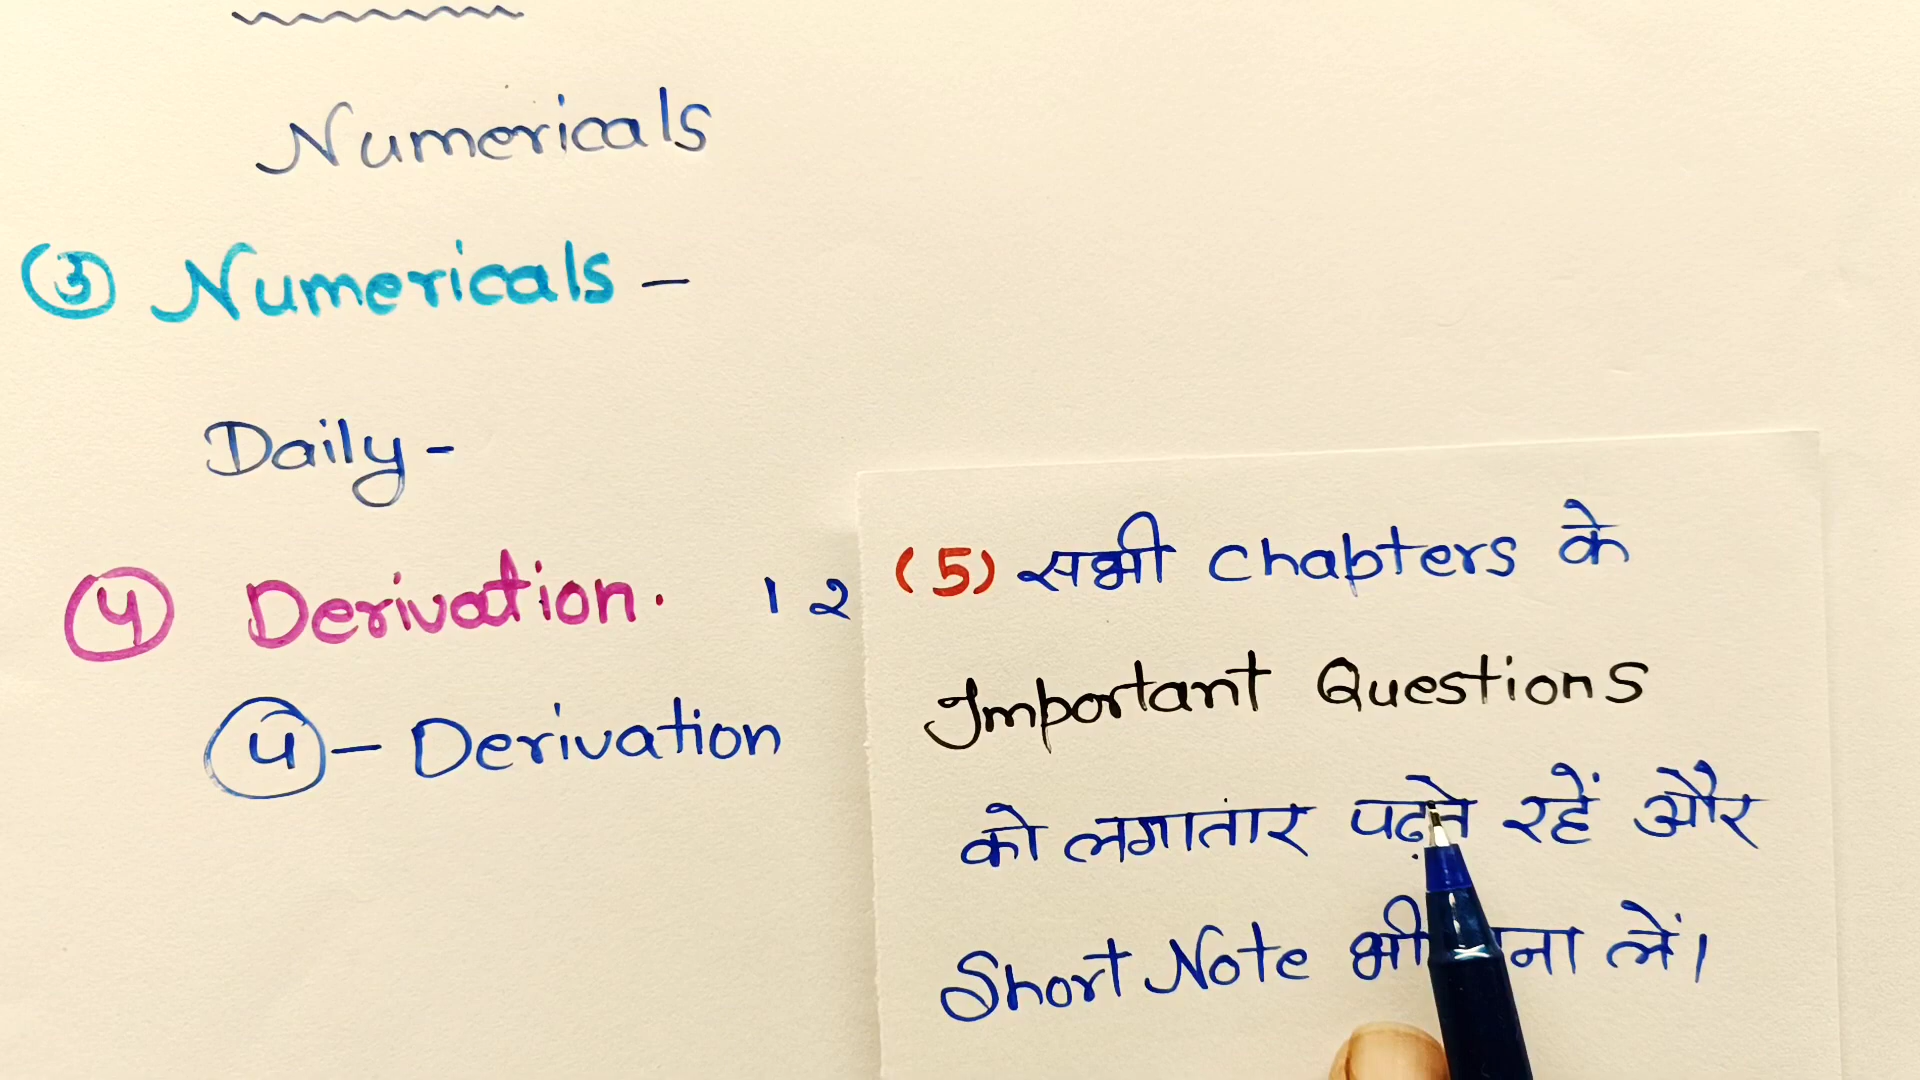 Numericals
③ Numericals -
Daily -
④ Derivation. 1 2
④ - Derivation
(5) सभी chapters के
Important Questions
को लगातार पढ़ते रहें और
Short Note भी लें।